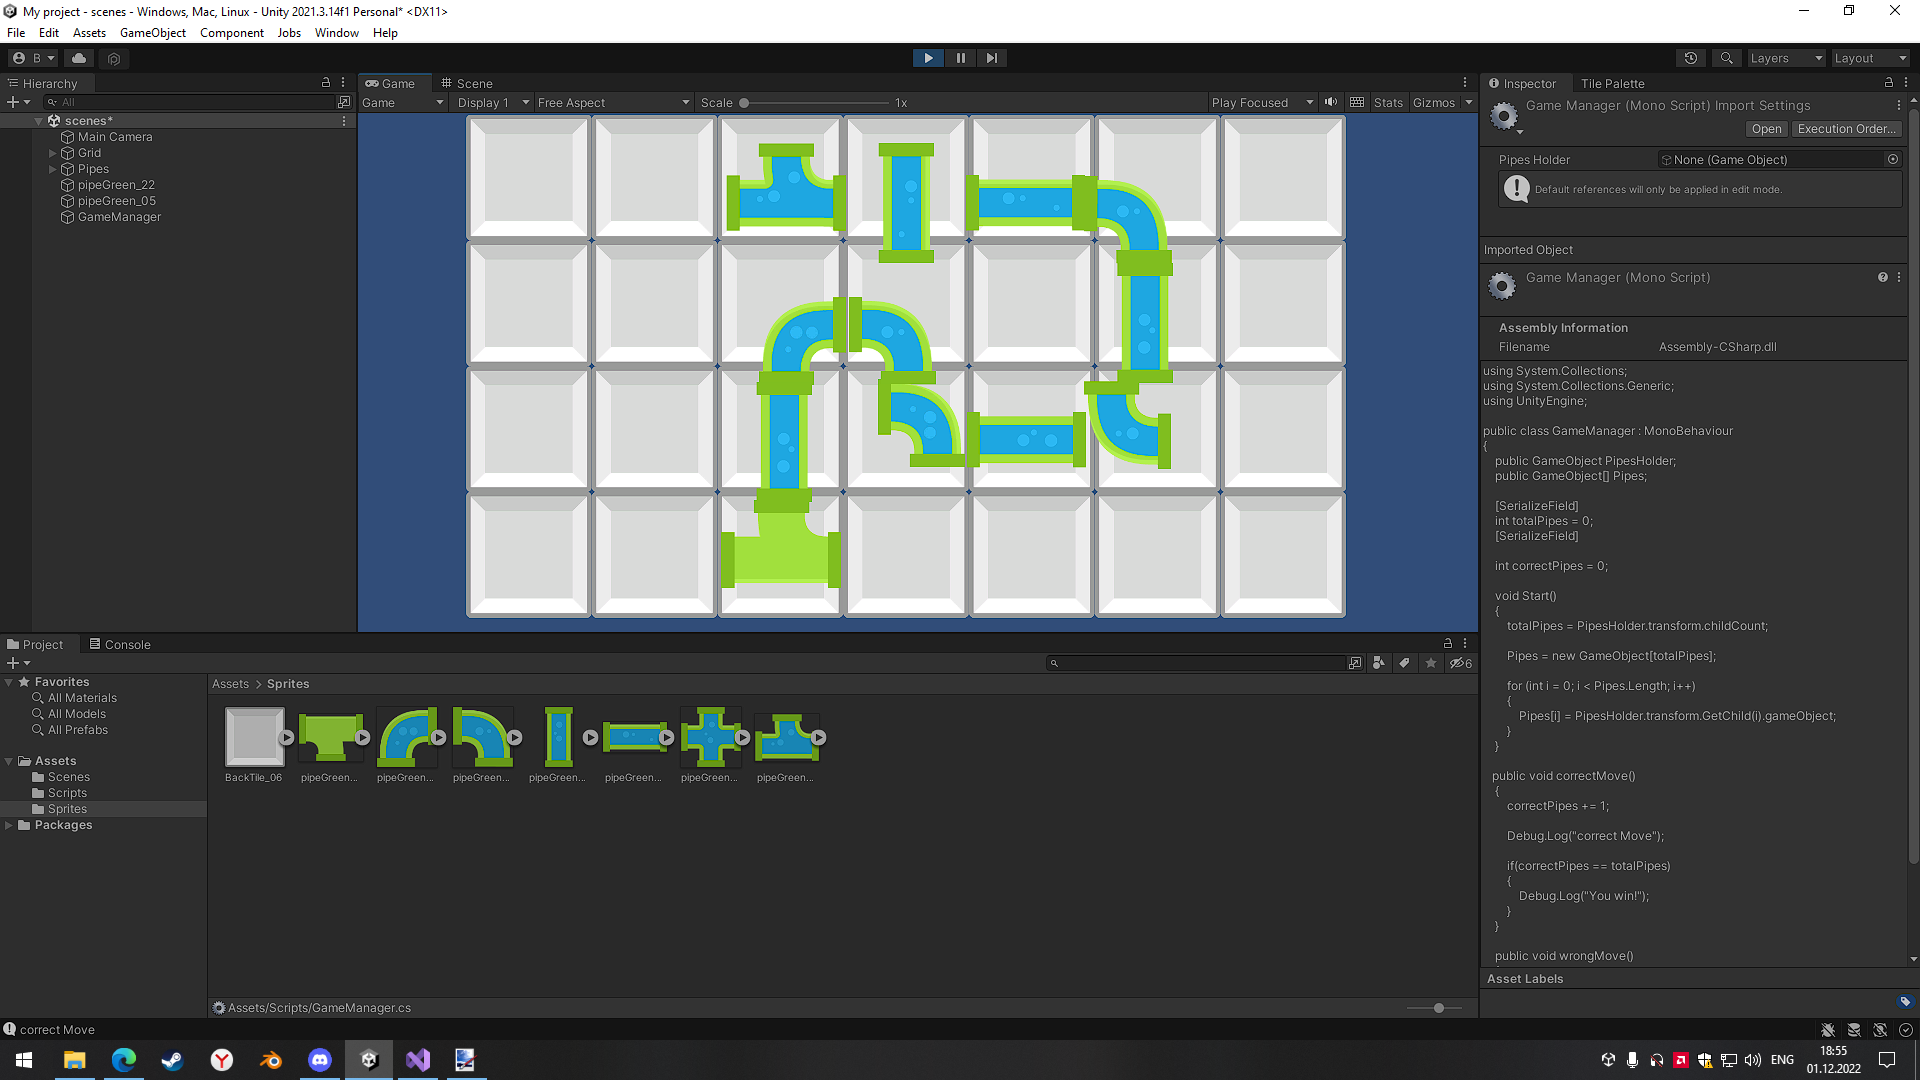 My project - scenes - Windows, Mac, Linux - Unity 2021.3.14f1 Personal* <DX11>
File Edit Assets GameObject Component Jobs Window Help
B
Layers
Layout
Hierarchy
All
scenes*
Main Camera
Grid
Pipes
pipeGreen_22
pipeGreen_05
GameManager
Game
Scene
Game
Display 1
Free Aspect
Scale
1x
Play Focused
Stats
Gizmos
Inspector
Tile Palette
Game Manager (Mono Script) Import Settings
Open
Execution Order...
Pipes Holder
None (Game Object)
Default references will only be applied in edit mode.
Imported Object
Game Manager (Mono Script)
Assembly Information
Filename
Assembly-CSharp.dll
using System.Collections;
using System.Collections.Generic;
using UnityEngine;
public class GameManager : MonoBehaviour
{
public GameObject PipesHolder;
public GameObject[] Pipes;
[SerializeField]
int totalPipes = 0;
[SerializeField]
int correctPipes = 0;
void Start()
{
totalPipes = PipesHolder.transform.childCount;
Pipes = new GameObject[totalPipes];
for (int i = 0; i < Pipes.Length; i++)
{
Pipes[i] = PipesHolder.transform.GetChild(i).gameObject;
}
}
public void correctMove()
{
correctPipes += 1;
Debug.Log("correct Move");
if(correctPipes == totalPipes)
{
Debug.Log("You win!");
}
}
public void wrongMove()
Asset Labels
Project
Console
6
Favorites
All Materials
All Models
All Prefabs
Assets
Scenes
Scripts
Sprites
Packages
Assets > Sprites
BackTile_06
pipeGreen...
pipeGreen...
pipeGreen...
pipeGreen...
pipeGreen...
pipeGreen...
pipeGreen...
Assets/Scripts/GameManager.cs
correct Move
ENG
18:55
01.12.2022